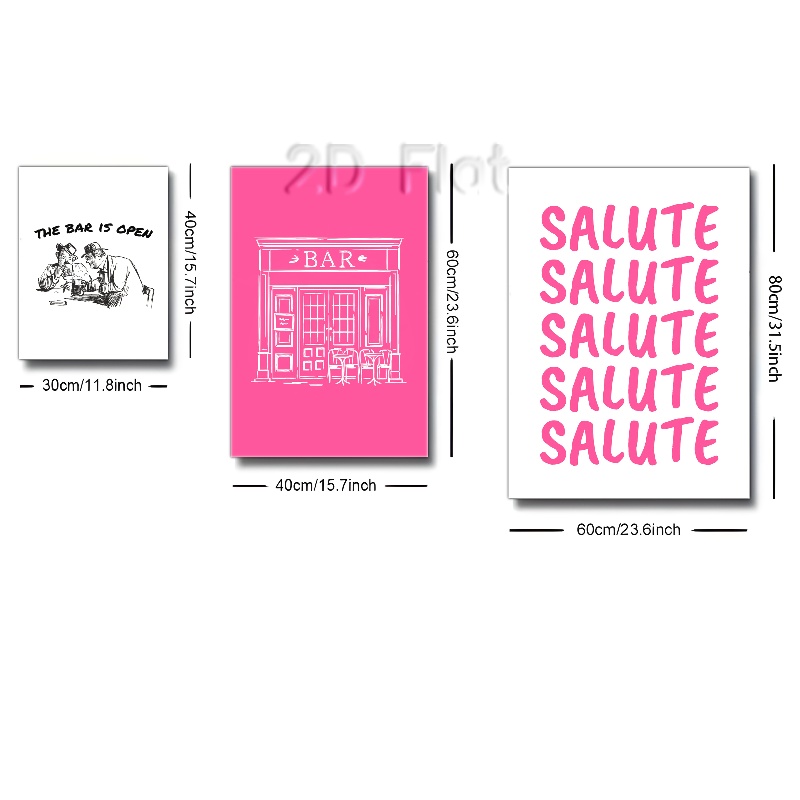 2D Flat
THE BAR IS OPEN
40cm/15.7inch
30cm/11.8inch
BAR
60cm/23.6inch
40cm/15.7inch
SALUTE
SALUTE
SALUTE
SALUTE
SALUTE
80cm/31.5inch
60cm/23.6inch